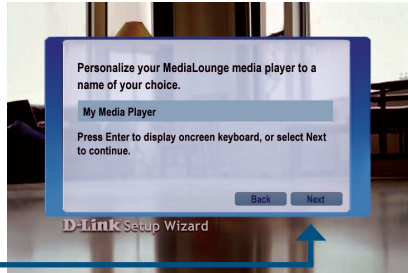 Personalize your MediaLounge media player to a
name of your choice.
My Media Player
Press Enter to display oncreen keyboard, or select Next
to continue.
Back Next
D-Link Setup Wizard